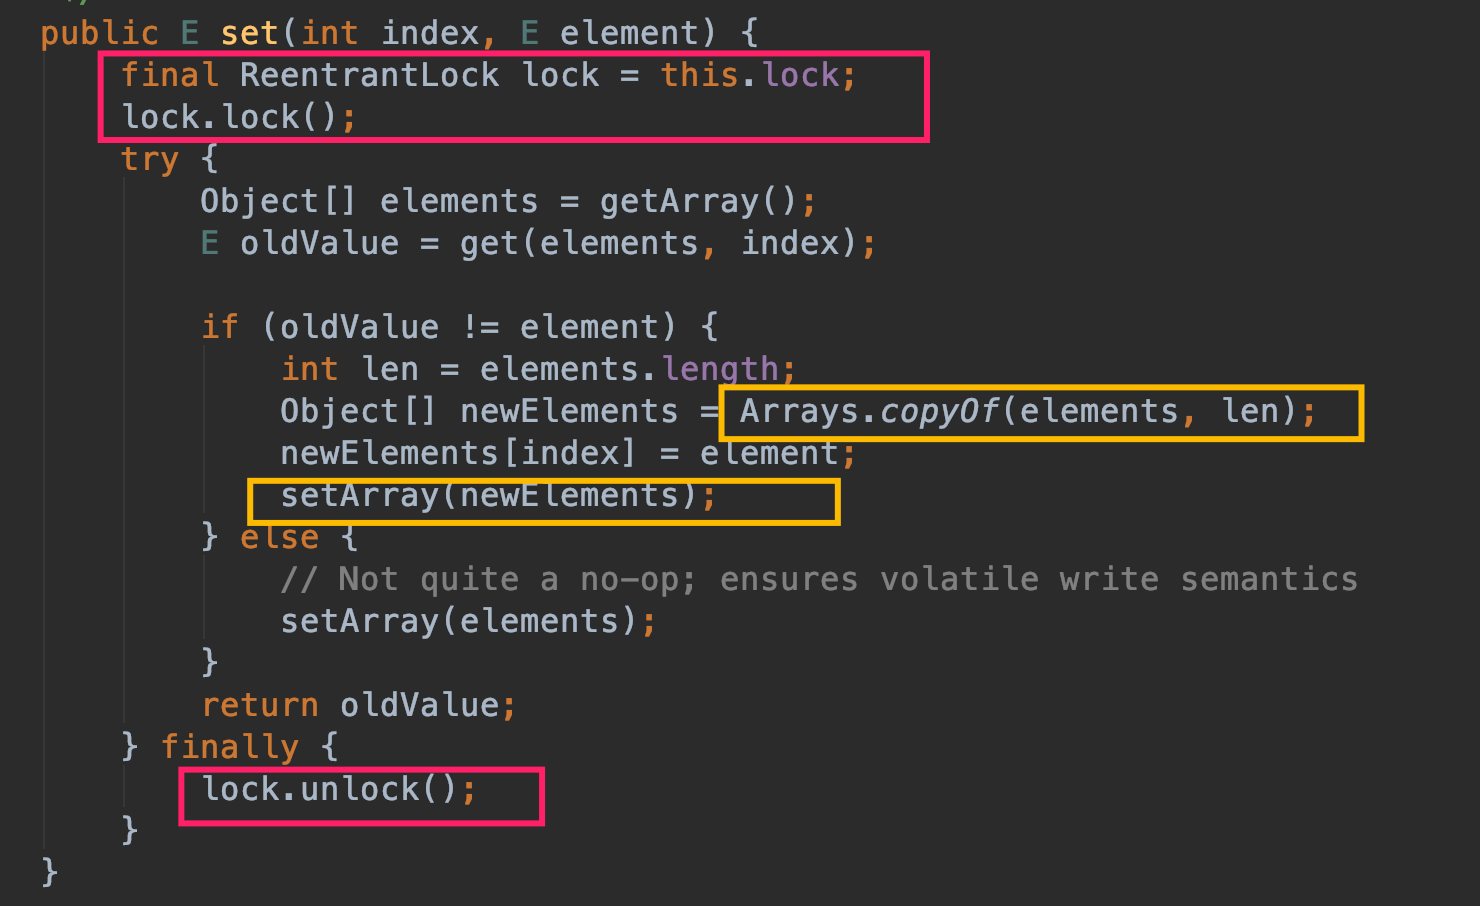 */
public E set(int index, E element) {
final ReentrantLock lock = this.lock;
lock.lock();
try {
Object[] elements = getArray();
E oldValue = get(elements, index);
if (oldValue != element) {
int len = elements.length;
Object[] newElements = Arrays.copyOf(elements, len);
newElements[index] = element;
setArray(newElements);
} else {
// Not quite a no-op; ensures volatile write semantics
setArray(elements);
}
return oldValue;
} finally {
lock.unlock();
}
}